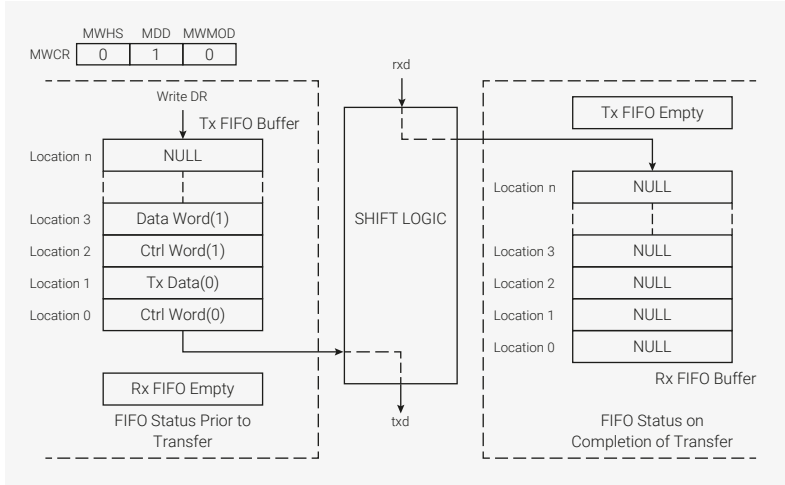 MWHS MDD MWMOD
MWCR 0 1 0
Write DR
Tx FIFO Buffer
Location n NULL
Location 3 Data Word(1)
Location 2 Ctrl Word(1)
Location 1 Tx Data(0)
Location 0 Ctrl Word(0)
Rx FIFO Empty
FIFO Status Prior to
Transfer
rxd
SHIFT LOGIC
txd
Tx FIFO Empty
Location n NULL
Location 3 NULL
Location 2 NULL
Location 1 NULL
Location 0 NULL
Rx FIFO Buffer
FIFO Status on
Completion of Transfer